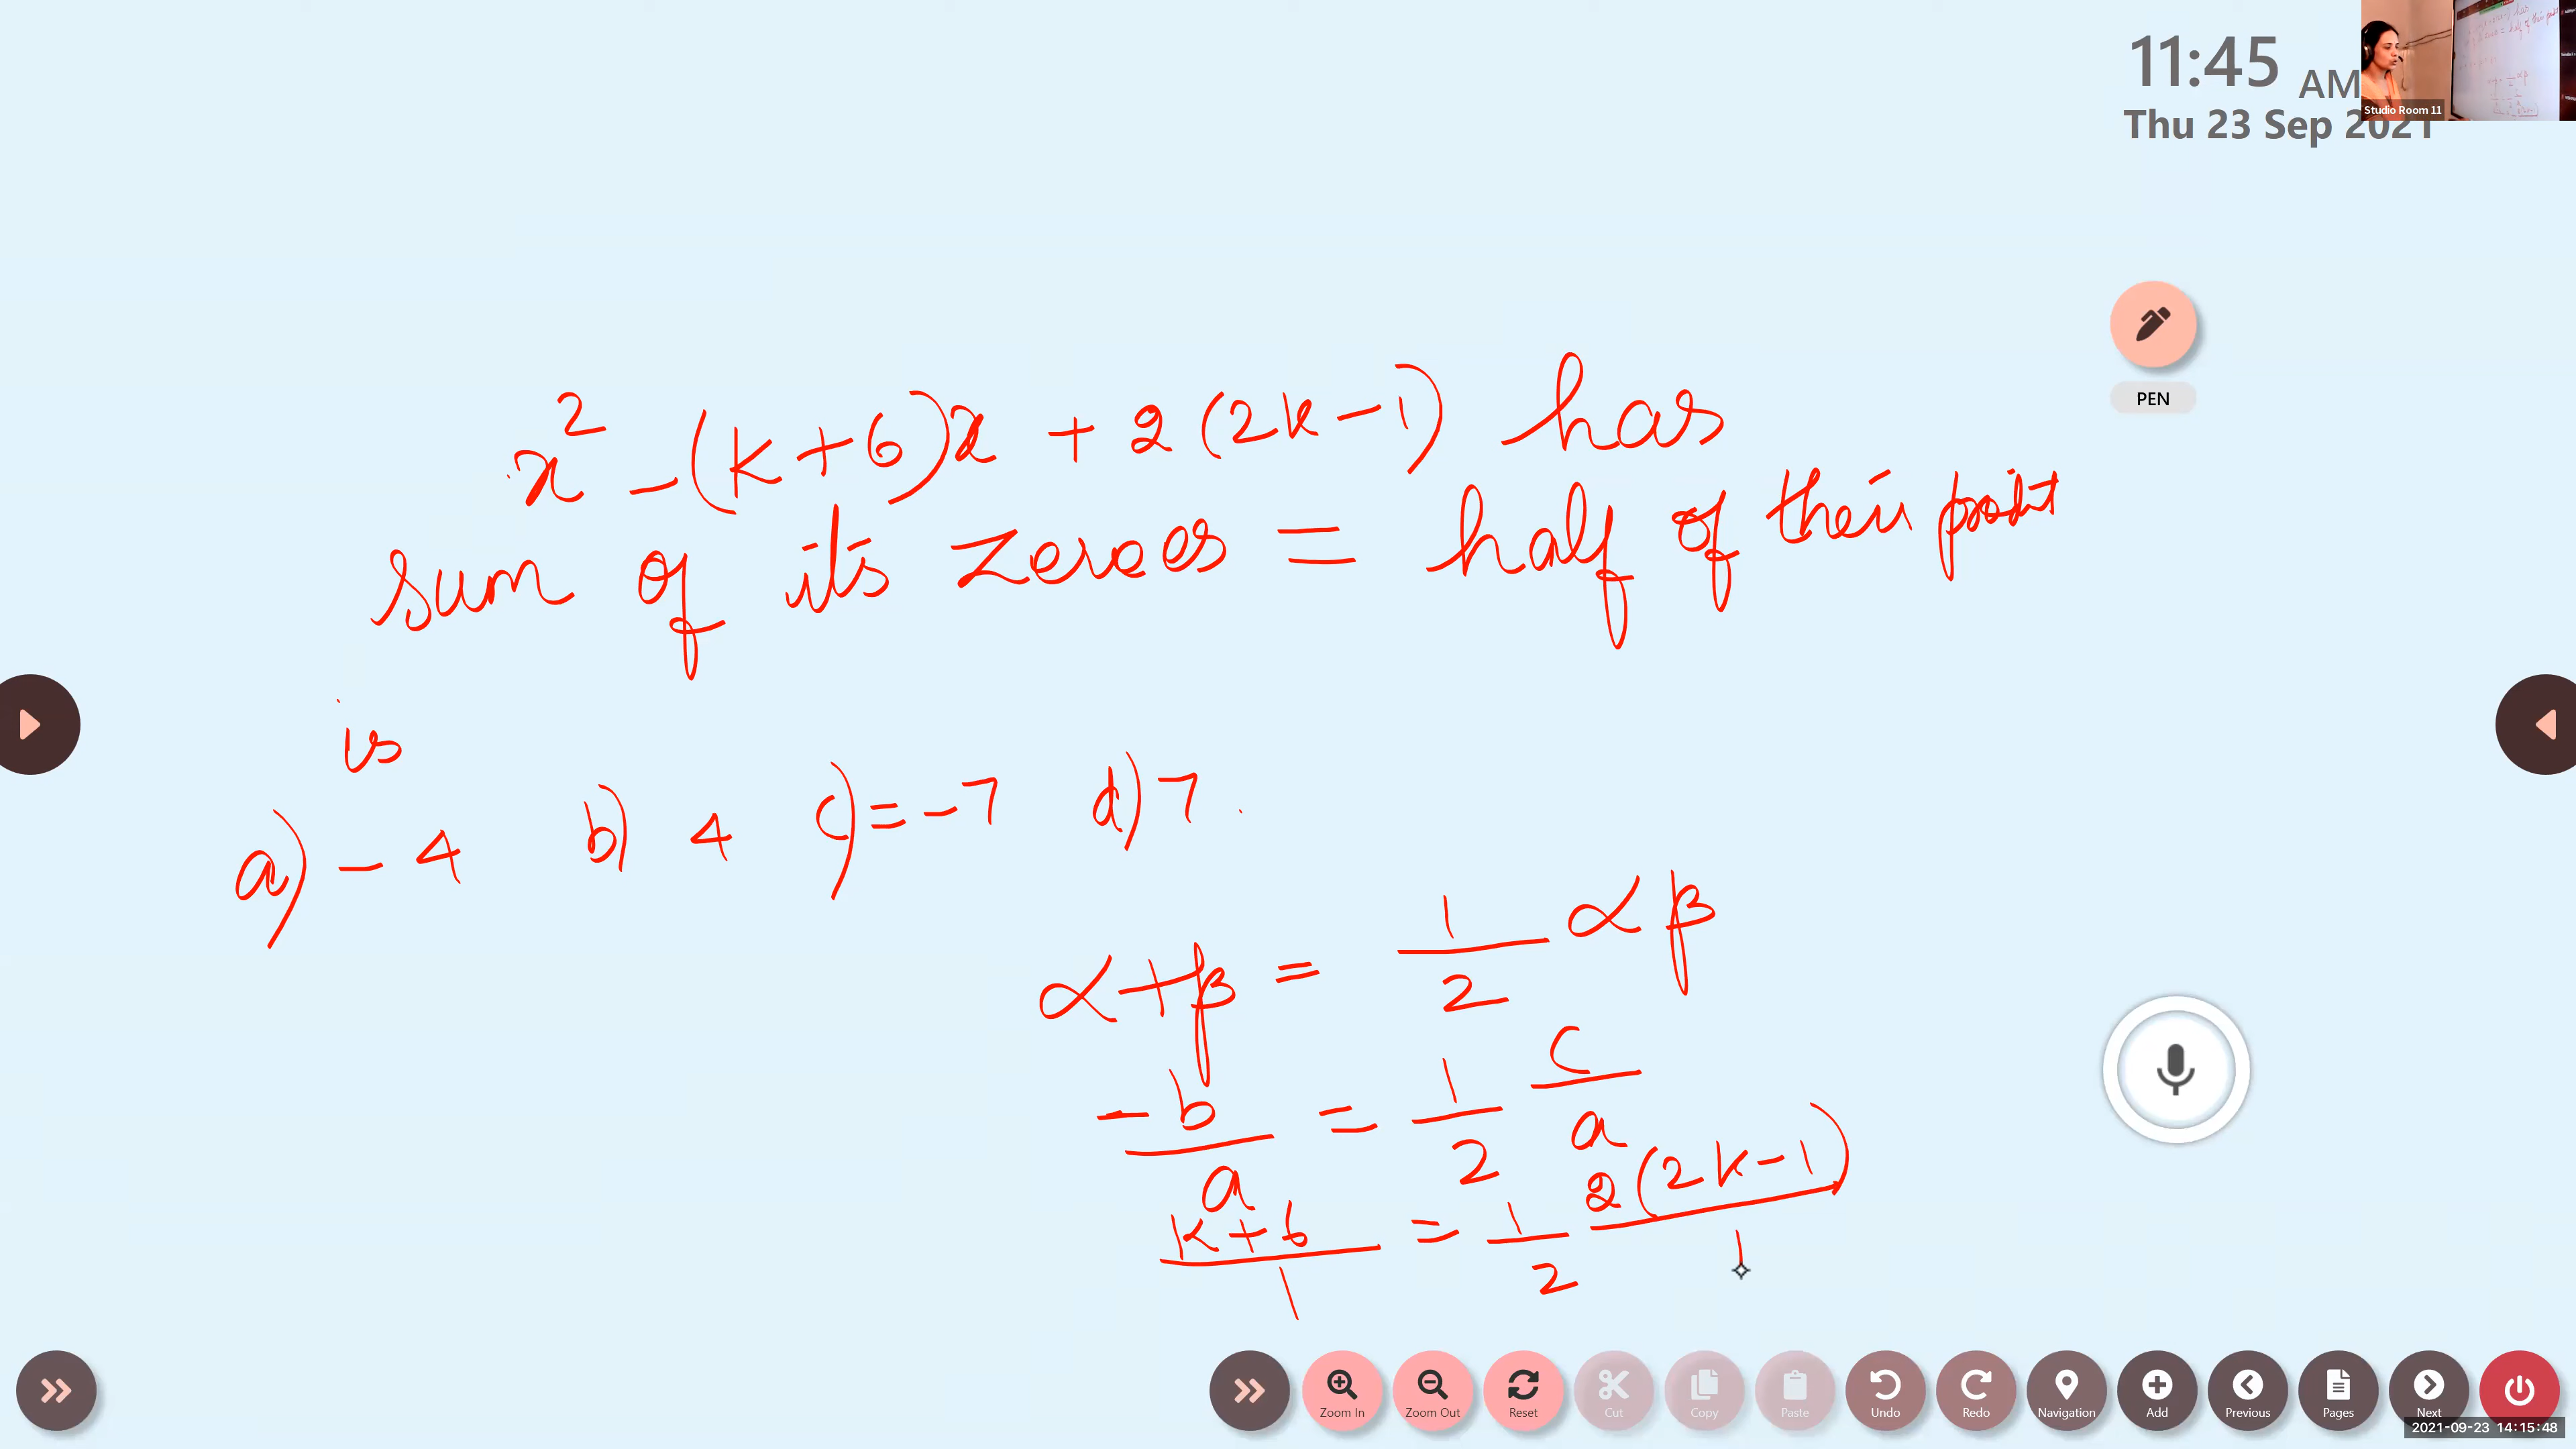 11:45 AM
Thu 23 Sep 2021
Studio Room 11
PEN
x² - (k+6)x + 2(2k-1) has
sum of its zeroes = half of their
is
a) - 4 b) 4 c) = -7 d) 7.
α+β = 1/2 αβ
-b/a = 1/2 c/a
k+6/1 = 1/2 2(2k-1)/1
Zoom In Zoom Out Reset Cut Copy Paste Undo Redo Navigation Add Previous Pages Next
2021-09-23 14:15:48